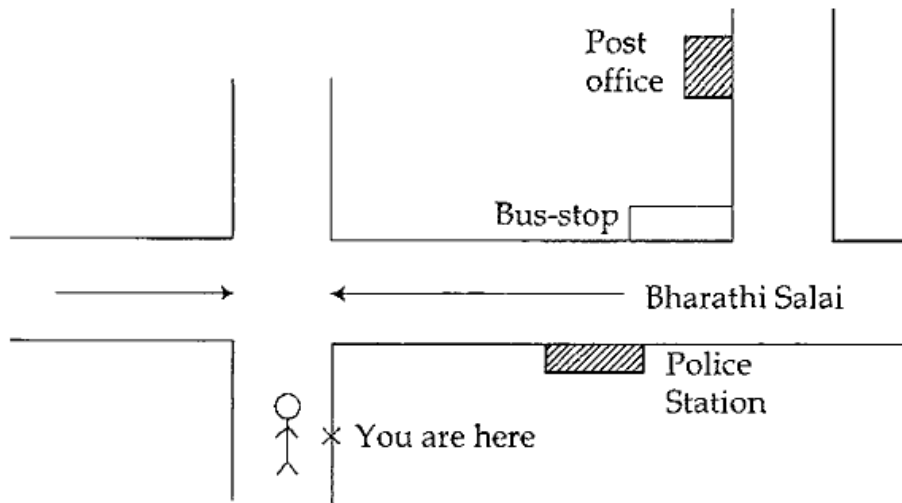 Post
office
Bus-stop
Bharathi Salai
Police
Station
You are here